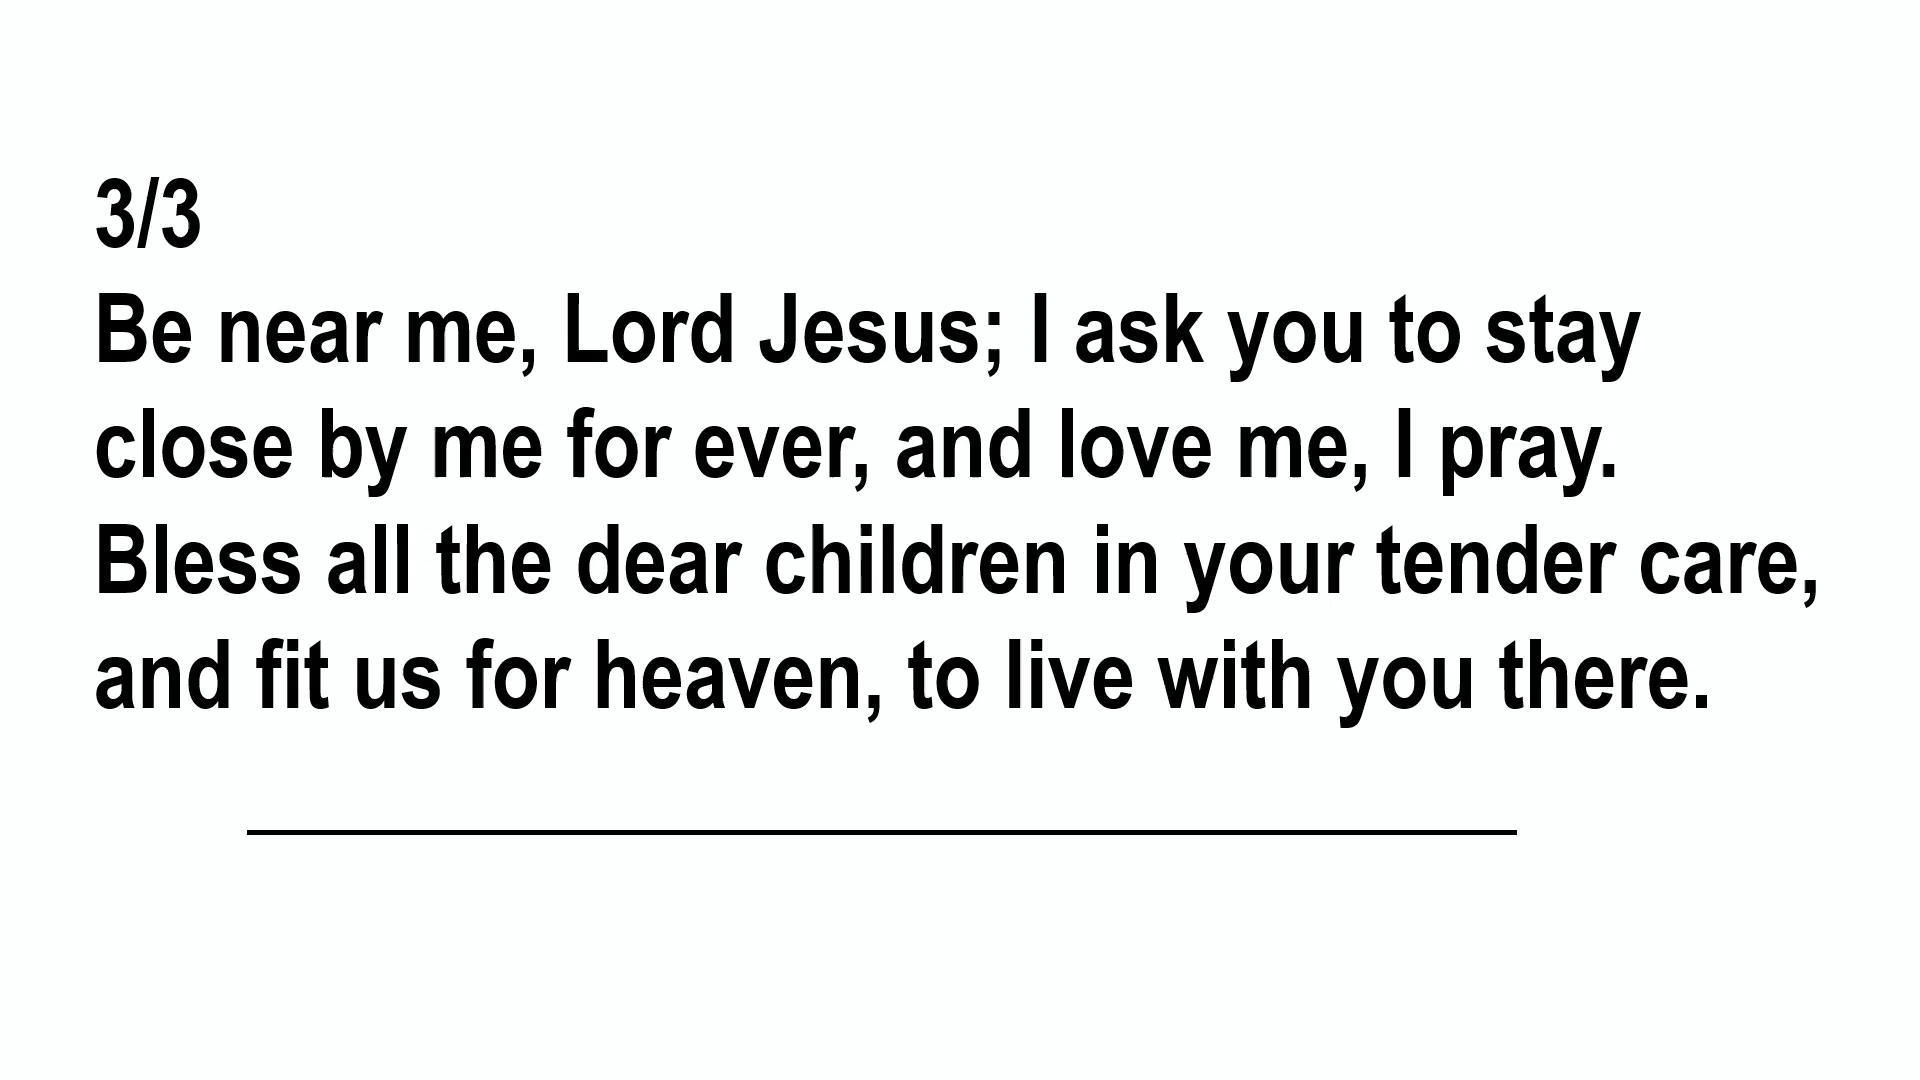 3/3
Be near me, Lord Jesus; I ask you to stay
close by me for ever, and love me, I pray.
Bless all the dear children in your tender care,
and fit us for heaven, to live with you there.